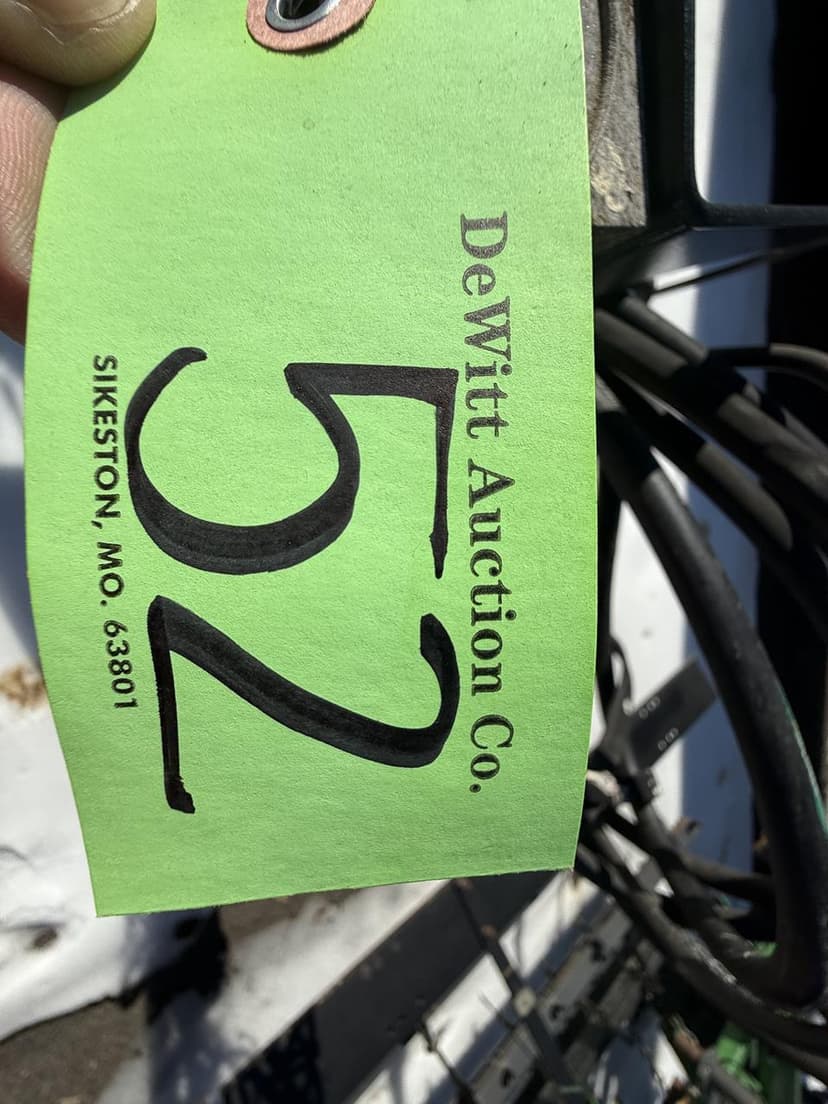 DeWitt Auction Co.
52
SIKESTON, MO. 63801